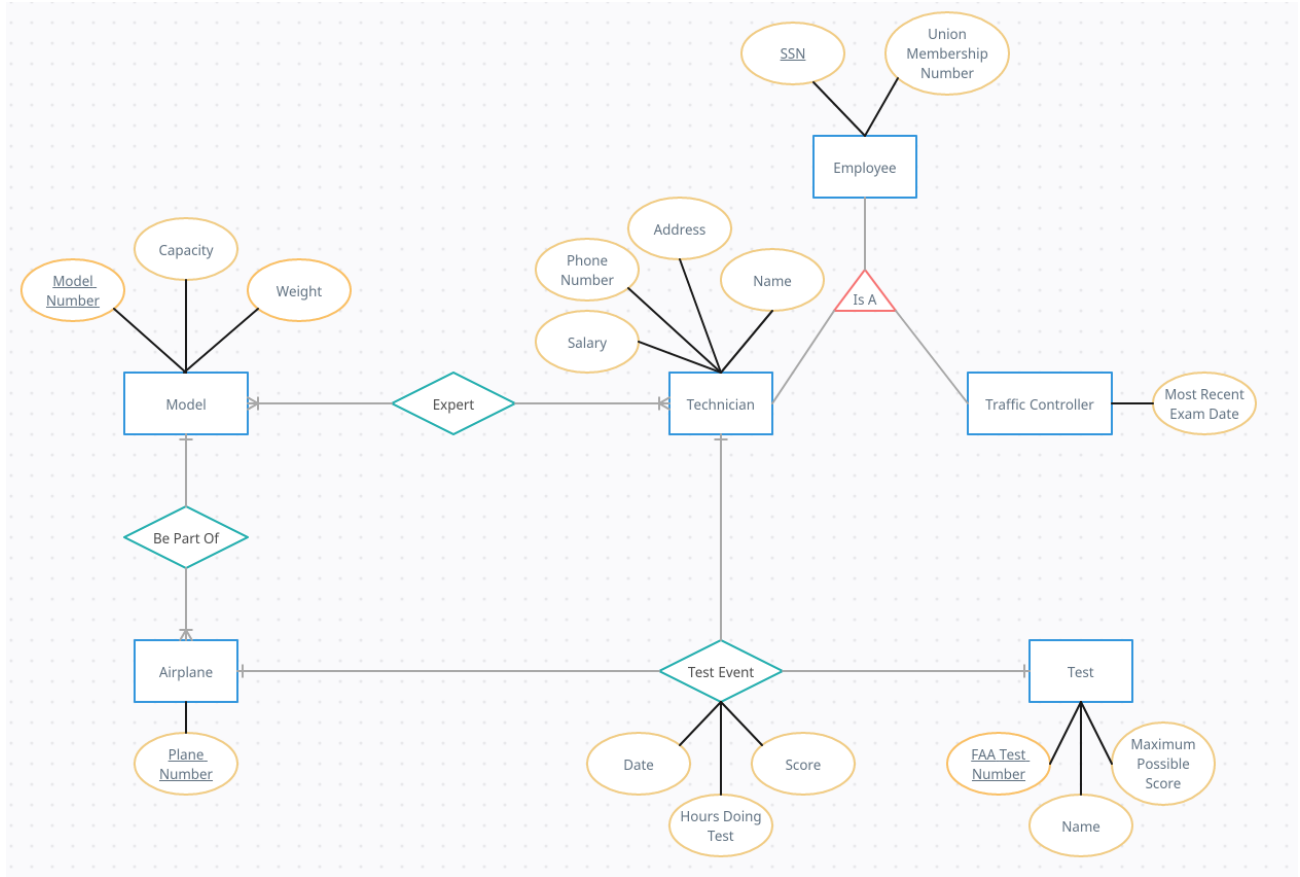 SSN
Union
Membership
Number
Employee
Address
Capacity
Phone
Number
Name
Model
Number
Weight
Is A
Salary
Model
Expert
Technician
Traffic Controller
Most Recent
Exam Date
Be Part Of
Airplane
Test Event
Test
Plane
Number
Date
Score
Hours Doing
Test
FAA Test
Number
Maximum
Possible
Score
Name